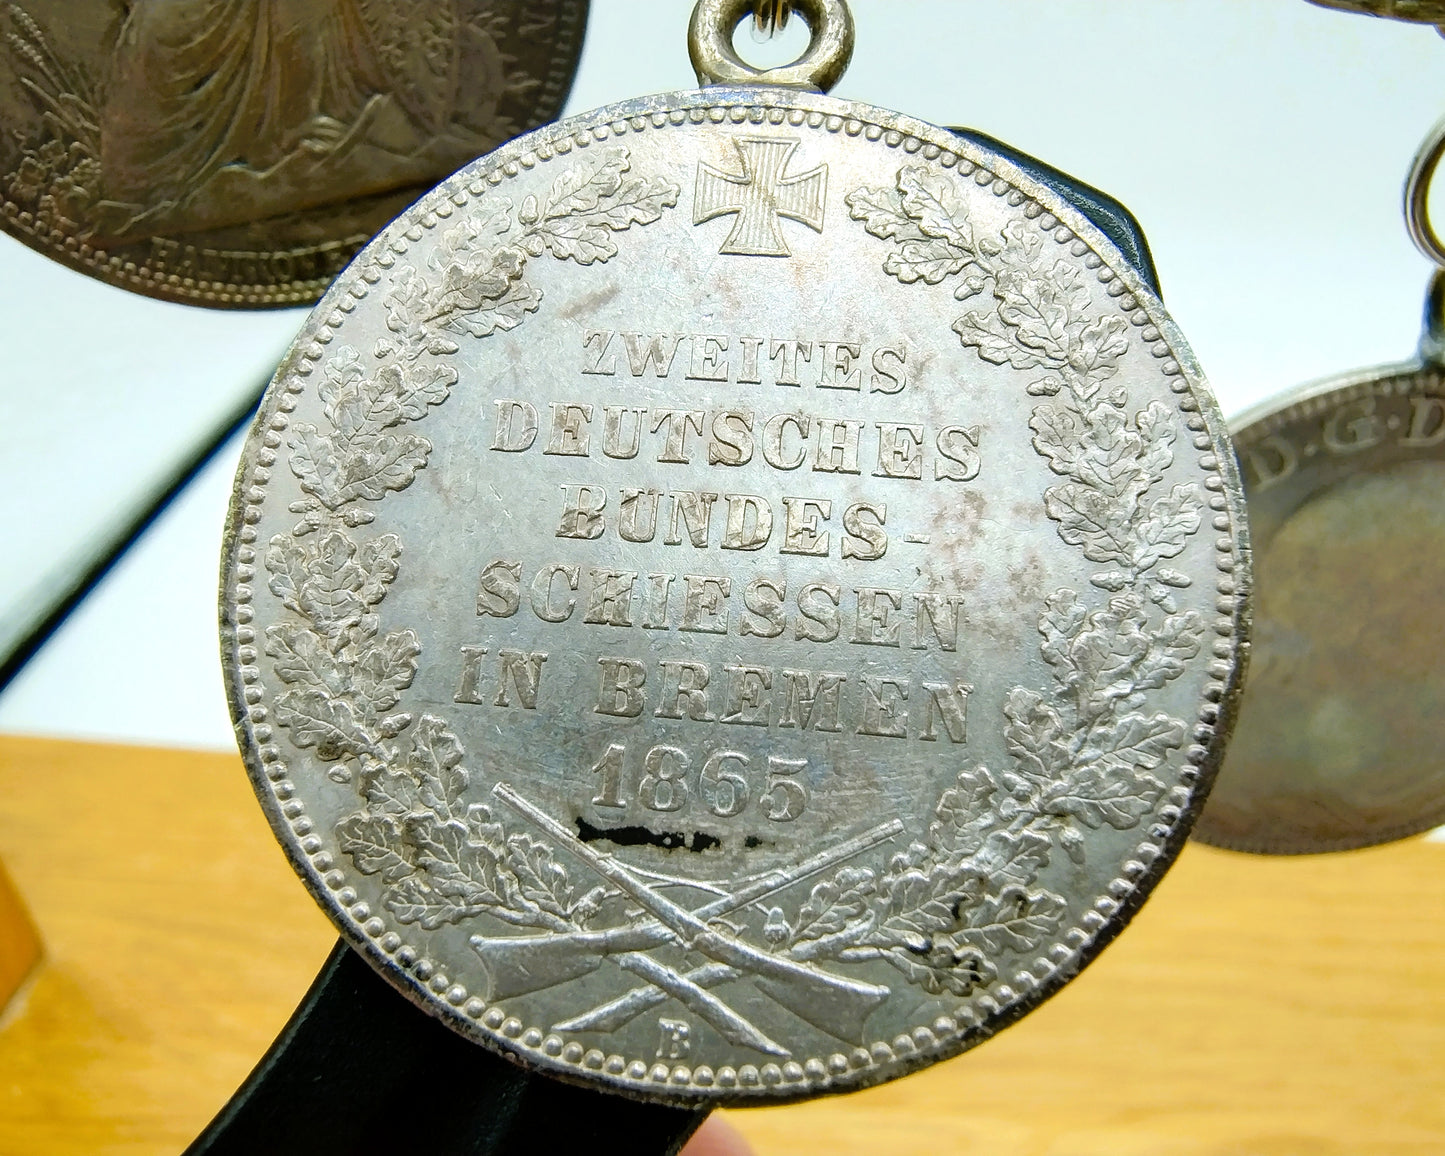 ZWEITES
DEUTSCHES
BUNDES-
SCHIESSEN
IN BREMEN
1865
B
D·G·D